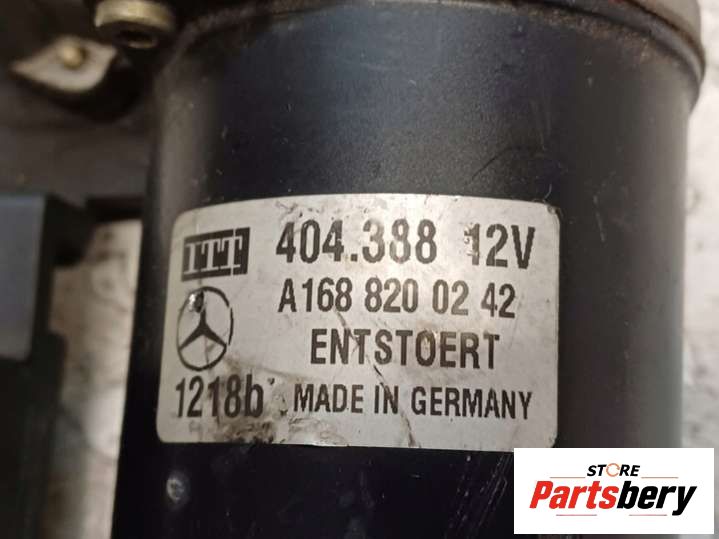 ITT 404.388 12V
A168 820 02 42
ENTSTOERT
1218b MADE IN GERMANY
STORE
Partsbery